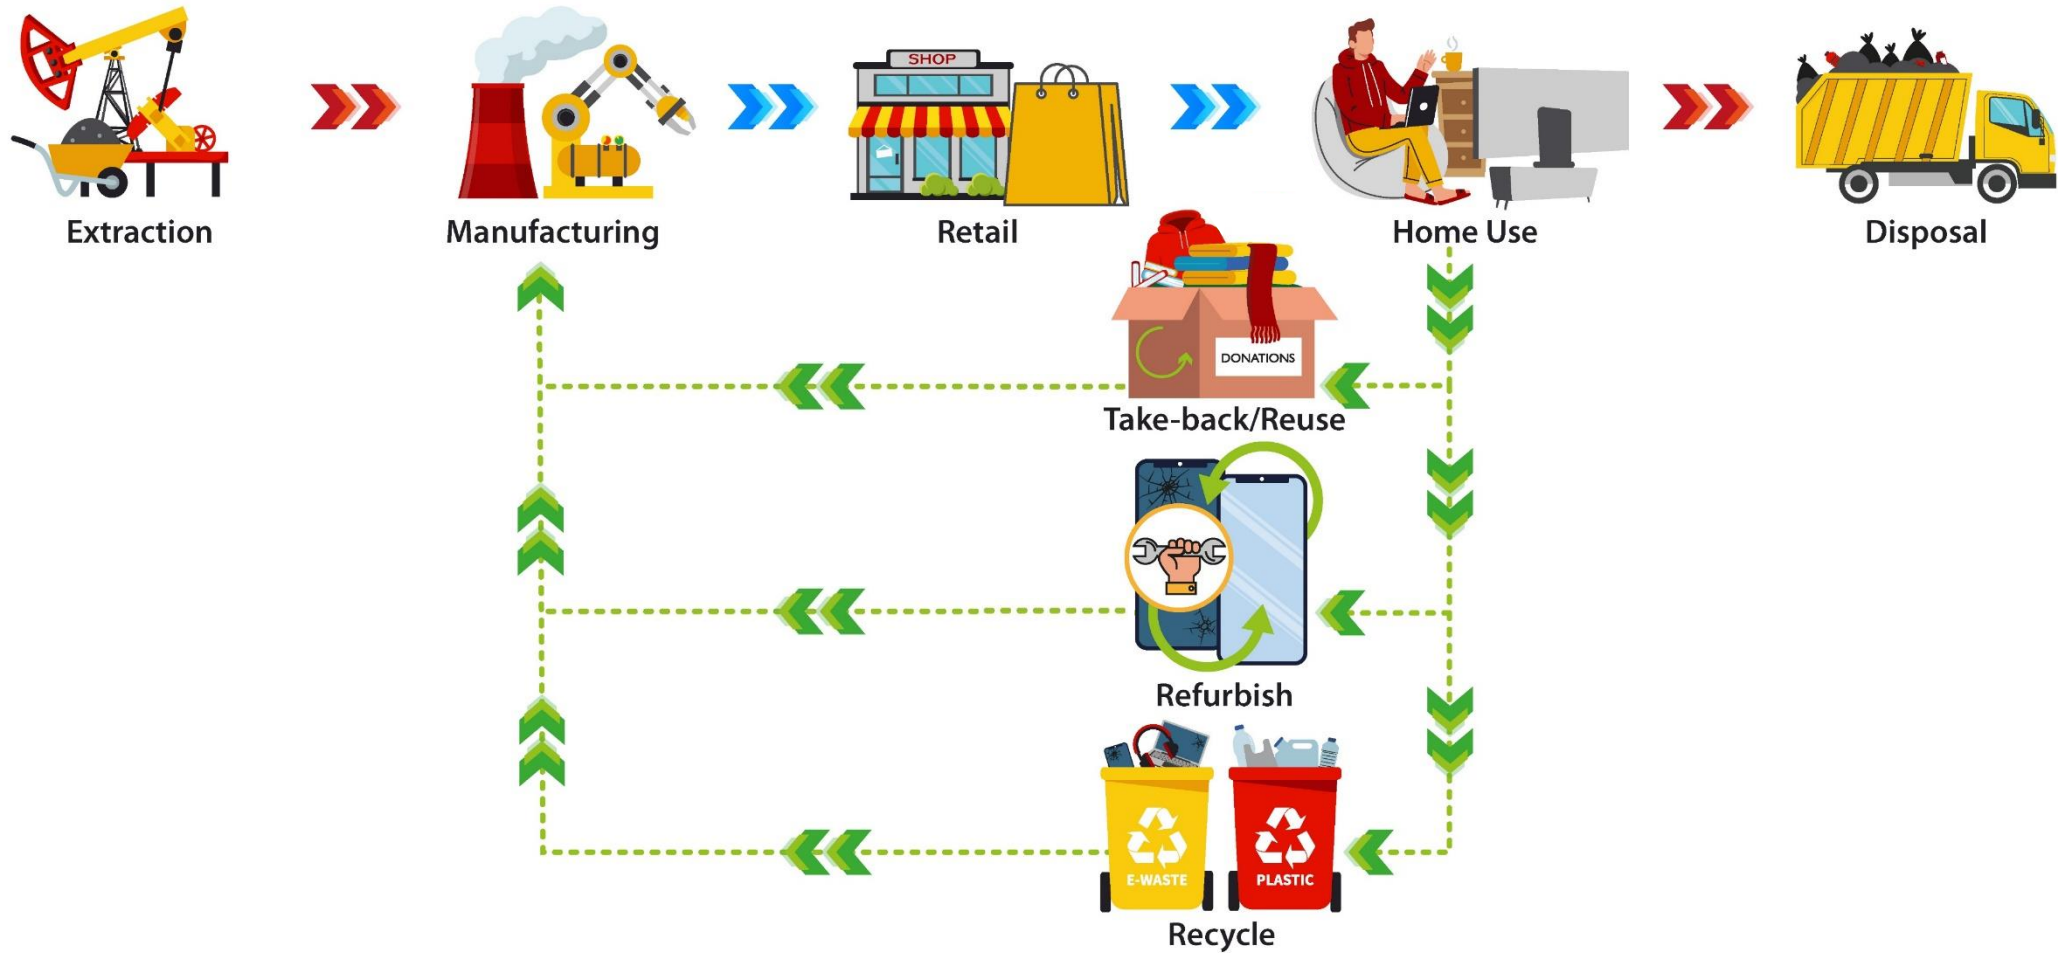 SHOP
Extraction
Manufacturing
Retail
Home Use
Disposal
DONATIONS
Take-back/Reuse
Refurbish
E-WASTE
PLASTIC
Recycle